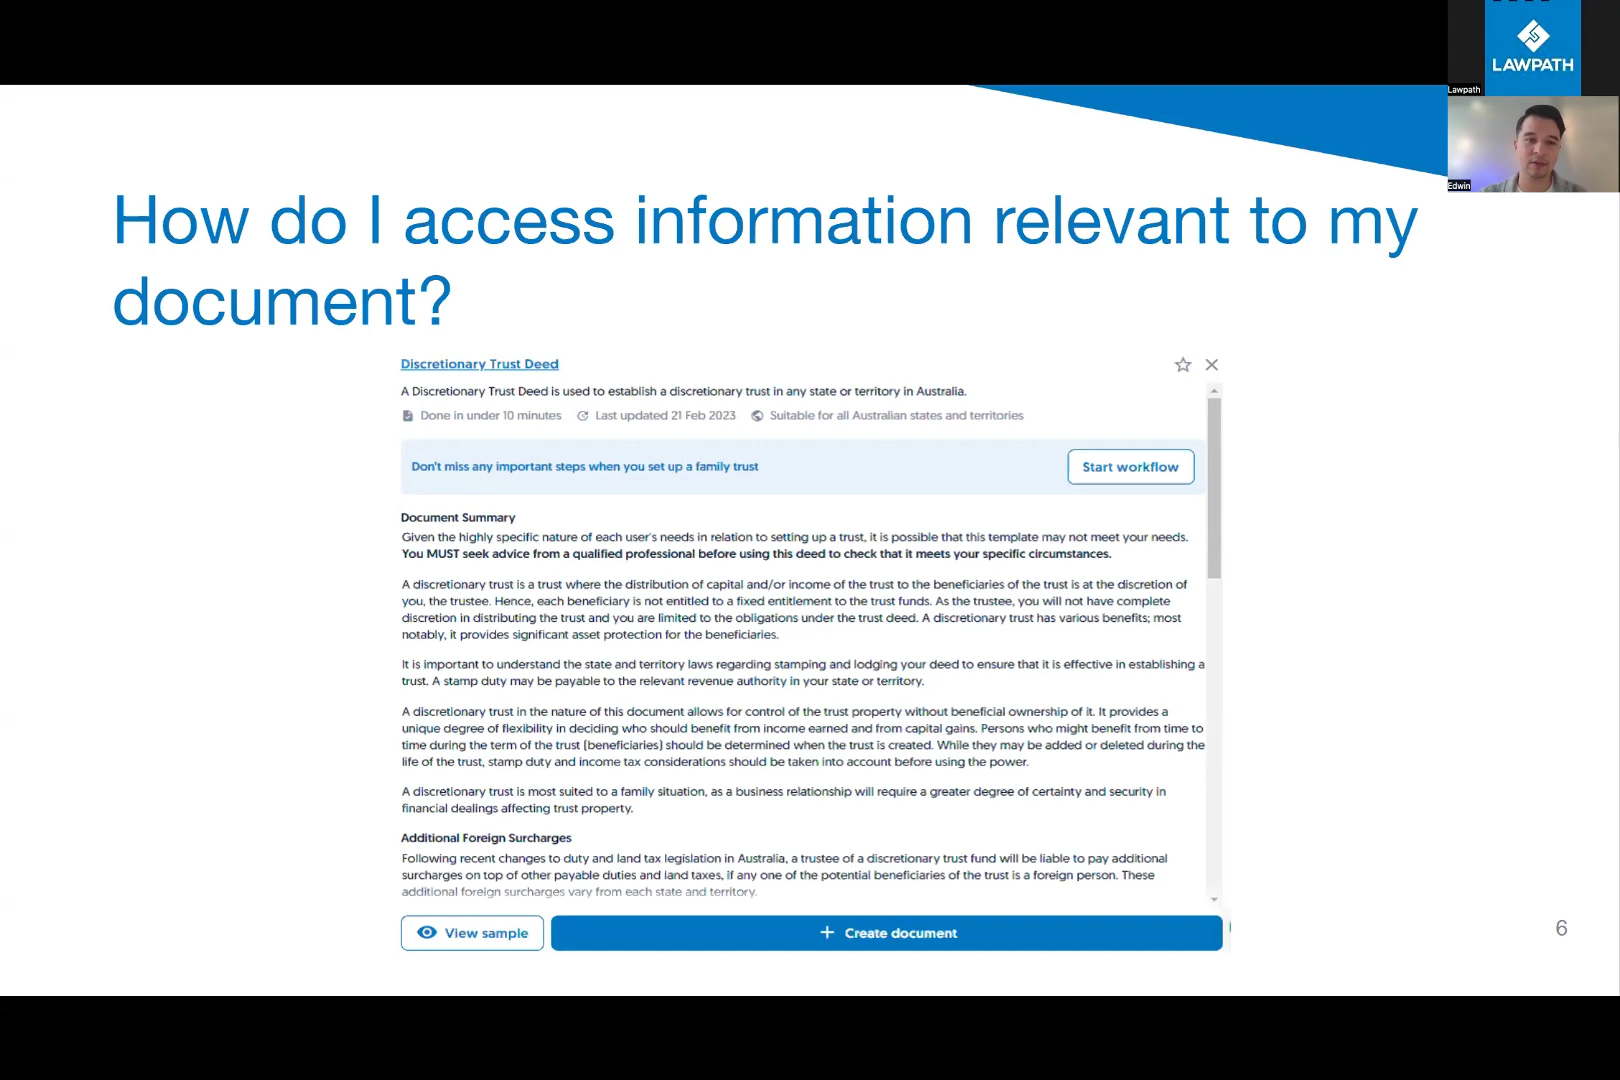 LAWPATH
Lawpath
Edwin
How do I access information relevant to my
document?
Discretionary Trust Deed
A Discretionary Trust Deed is used to establish a discretionary trust in any state or territory in Australia.
Done in under 10 minutes Last updated 21 Feb 2023 Suitable for all Australian states and territories
Don't miss any important steps when you set up a family trust
Start workflow
Document Summary
Given the highly specific nature of each user's needs in relation to setting up a trust, it is possible that this template may not meet your needs.
You MUST seek advice from a qualified professional before using this deed to check that it meets your specific circumstances.
A discretionary trust is a trust where the distribution of capital and/or income of the trust to the beneficiaries of the trust is at the discretion of
you, the trustee. Hence, each beneficiary is not entitled to a fixed entitlement to the trust funds. As the trustee, you will not have complete
discretion in distributing the trust and you are limited to the obligations under the trust deed. A discretionary trust has various benefits; most
notably, it provides significant asset protection for the beneficiaries.
It is important to understand the state and territory laws regarding stamping and lodging your deed to ensure that it is effective in establishing a
trust. A stamp duty may be payable to the relevant revenue authority in your state or territory.
A discretionary trust in the nature of this document allows for control of the trust property without beneficial ownership of it. It provides a
unique degree of flexibility in deciding who should benefit from income earned and from capital gains. Persons who might benefit from time to
time during the term of the trust (beneficiaries) should be determined when the trust is created. While they may be added or deleted during the
life of the trust, stamp duty and income tax considerations should be taken into account before using the power.
A discretionary trust is most suited to a family situation, as a business relationship will require a greater degree of certainty and security in
financial dealings affecting trust property.
Additional Foreign Surcharges
Following recent changes to duty and land tax legislation in Australia, a trustee of a discretionary trust fund will be liable to pay additional
surcharges on top of other payable duties and land taxes, if any one of the potential beneficiaries of the trust is a foreign person. These
additional foreign surcharges vary from each state and territory.
View sample
+ Create document
6